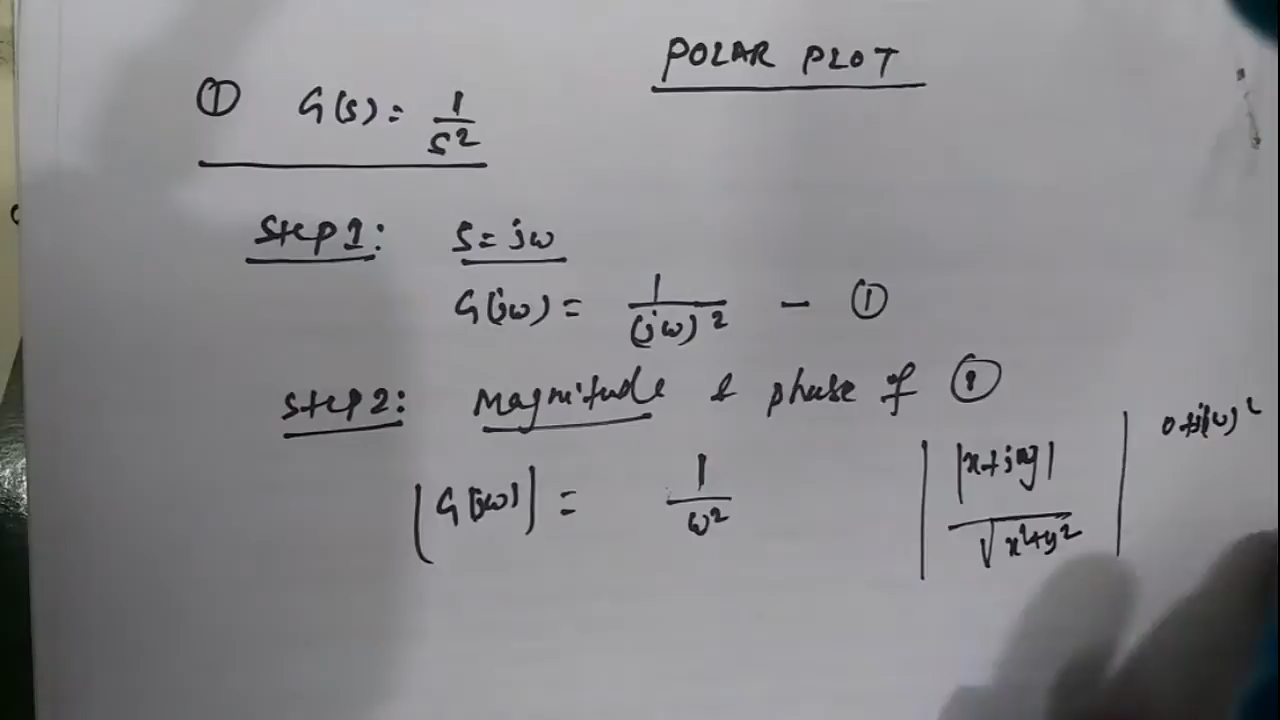 POLAR PLOT
① G(s) = 1/s²
Step 1: s = jω
G(jω) = 1/(jω)² - ①
Step 2: Magnitude & phase of ①
|G(jω)| = 1/ω²
|x+jy|
√x²+y²